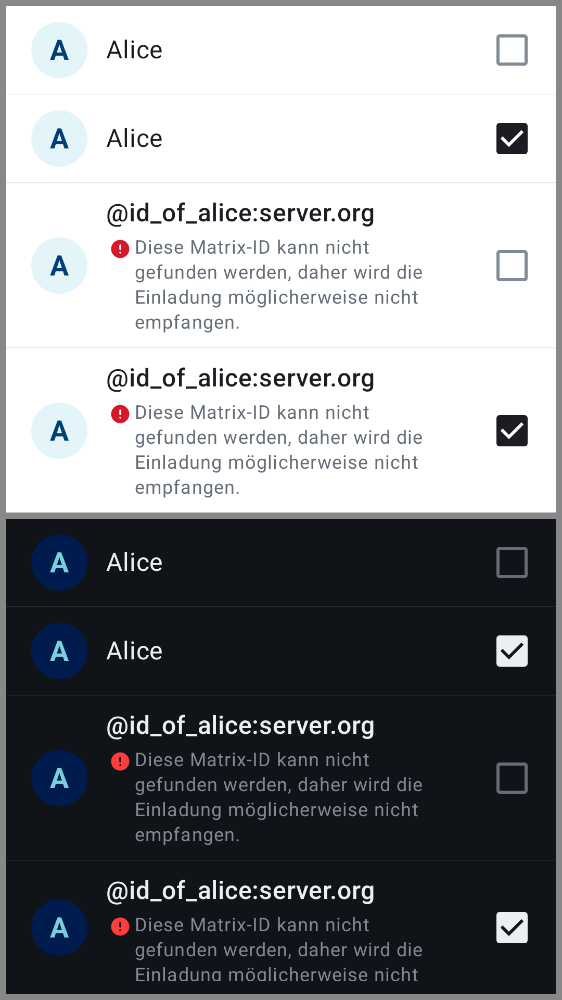 A Alice
A Alice
@id_of_alice:server.org
A
Diese Matrix-ID kann nicht
gefunden werden, daher wird die
Einladung möglicherweise nicht
empfangen.
@id_of_alice:server.org
A
Diese Matrix-ID kann nicht
gefunden werden, daher wird die
Einladung möglicherweise nicht
empfangen.
A Alice
A Alice
@id_of_alice:server.org
A
Diese Matrix-ID kann nicht
gefunden werden, daher wird die
Einladung möglicherweise nicht
empfangen.
@id_of_alice:server.org
A
Diese Matrix-ID kann nicht
gefunden werden, daher wird die
Einladung möglicherweise nicht